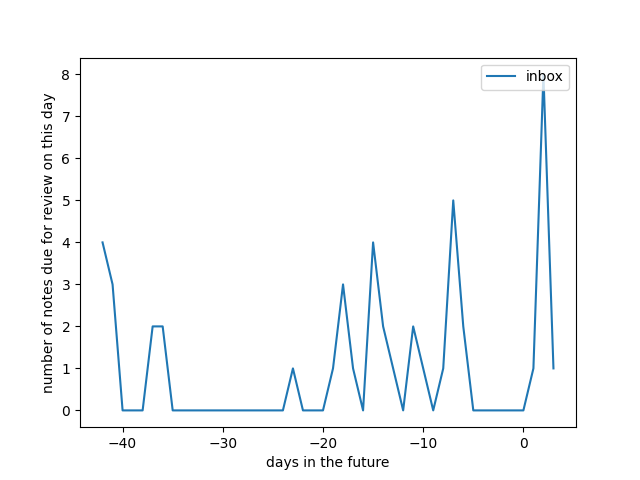 inbox
8
7
6
5
4
3
2
1
0
number of notes due for review on this day
−40 −30 −20 −10 0
days in the future